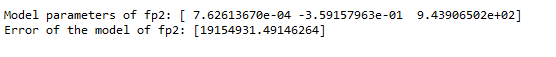 Model parameters of fp2: [ 7.62613670e-04 -3.59157963e-01  9.43906502e+02]
Error of the model of fp2: [19154931.49146264]